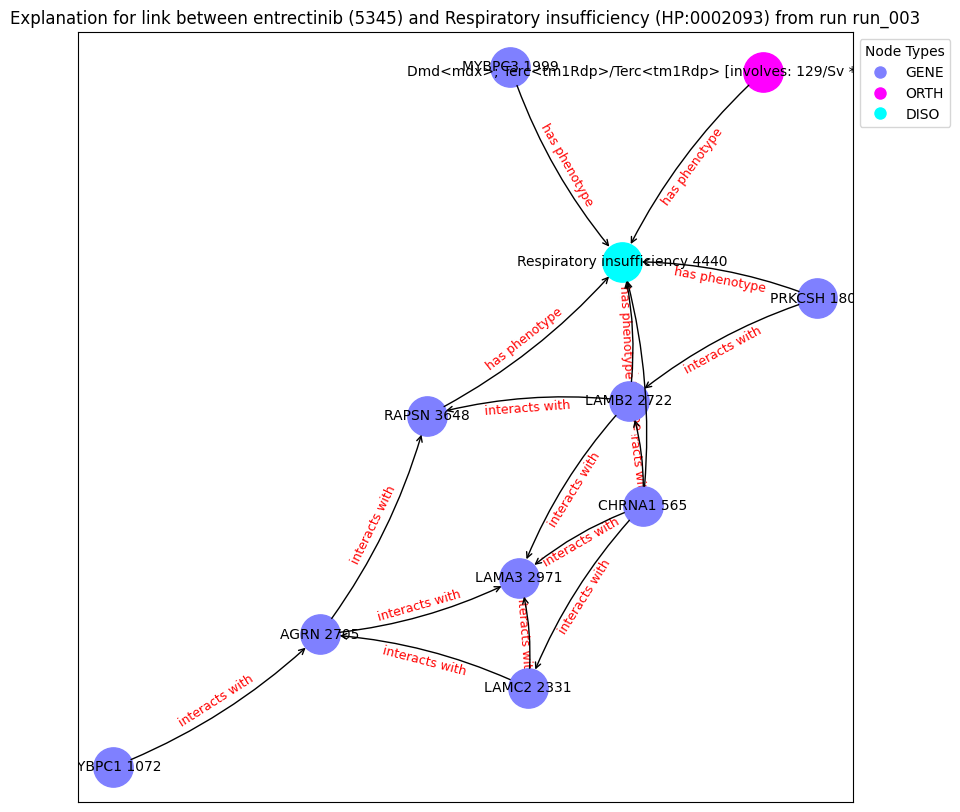 Explanation for link between entrectinib (5345) and Respiratory insufficiency (HP:0002093) from run run_003
Node Types
GENE
ORTH
DISO
MYBPC3 1999
Dmd<mdx>; Terc<tm1Rdp>/Terc<tm1Rdp> [involves: 129/Sv *
has phenotype
has phenotype
Respiratory insufficiency 4440
has phenotype
PRKCSH 180
has phenotype
has phenotype
interacts with
LAMB2 2722
RAPSN 3648
interacts with
interacts with
interacts with
CHRNA1 565
interacts with
interacts with
LAMA3 2971
interacts with
interacts with
AGRN 2705
interacts with
interacts with
LAMC2 2331
interacts with
YBPC1 1072